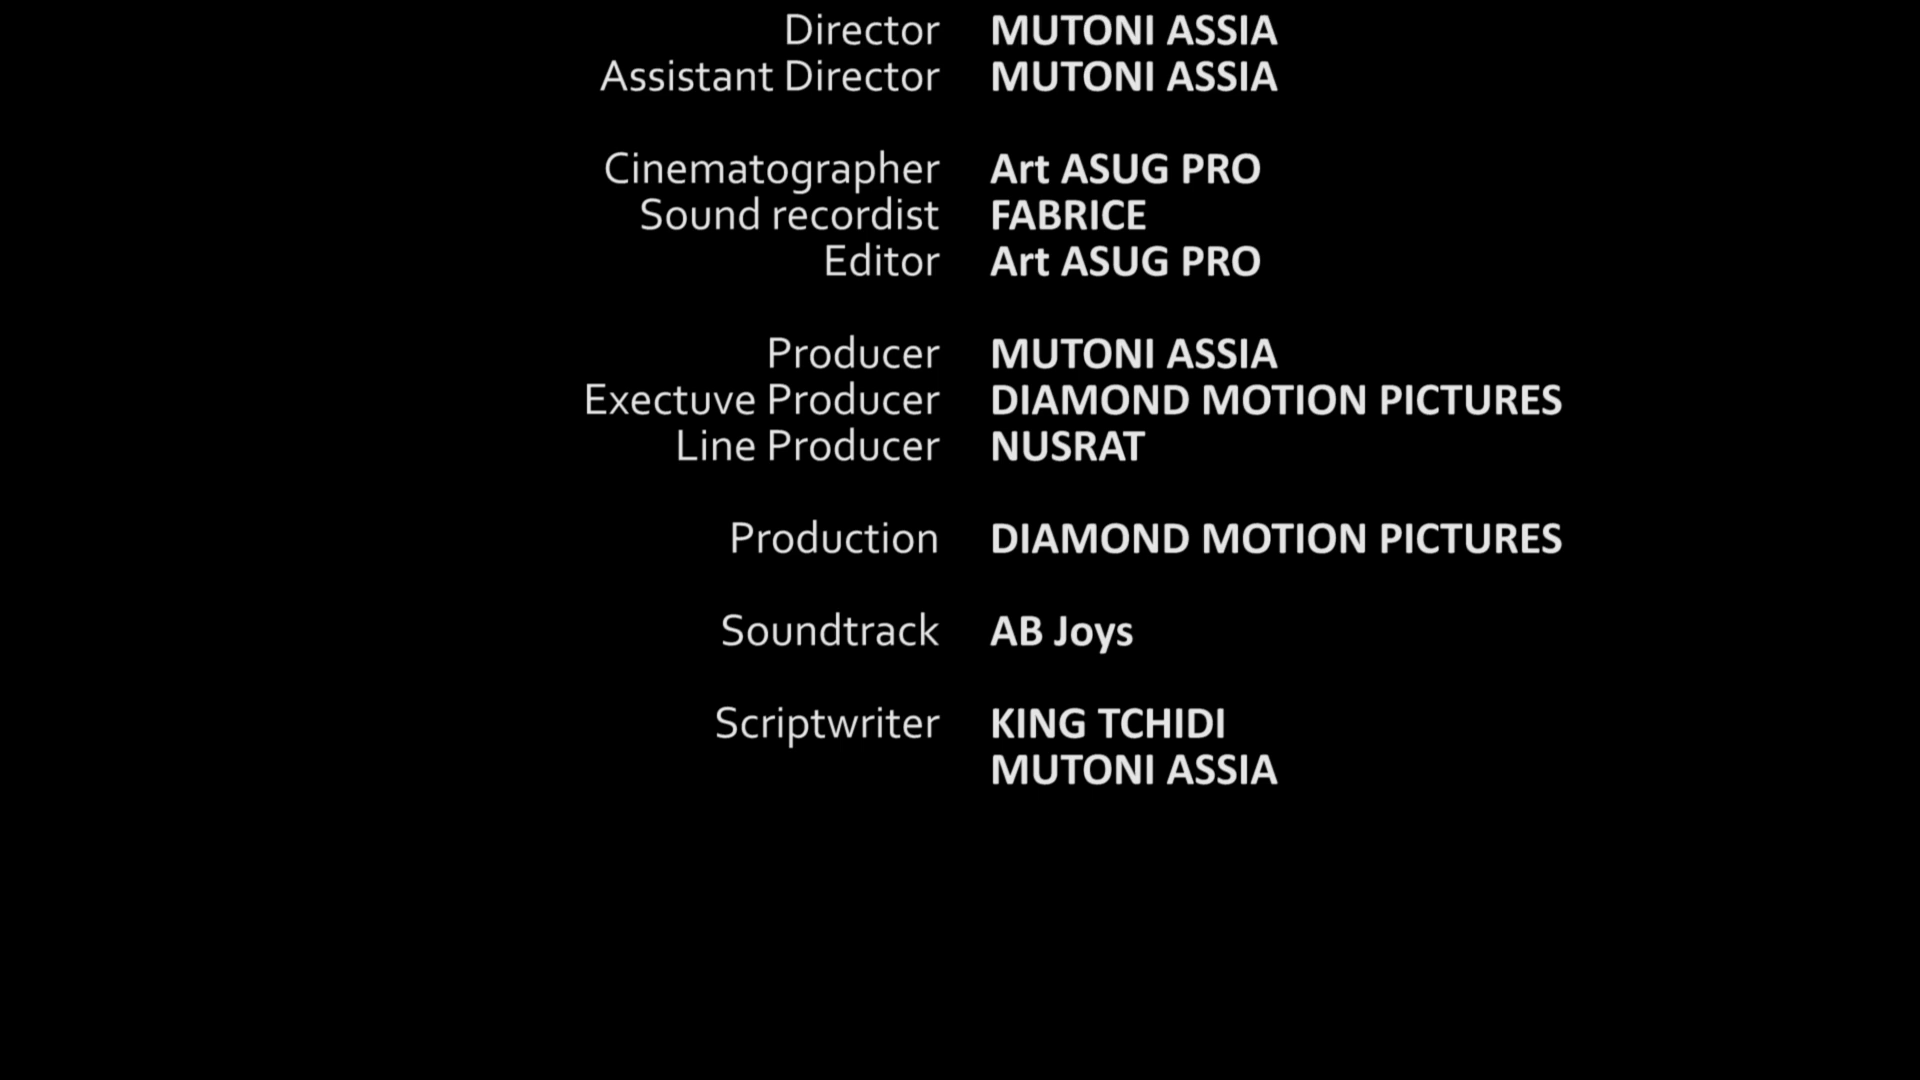 Director MUTONI ASSIA
Assistant Director MUTONI ASSIA
Cinematographer Art ASUG PRO
Sound recordist FABRICE
Editor Art ASUG PRO
Producer MUTONI ASSIA
Exectuve Producer DIAMOND MOTION PICTURES
Line Producer NUSRAT
Production DIAMOND MOTION PICTURES
Soundtrack AB Joys
Scriptwriter KING TCHIDI
MUTONI ASSIA